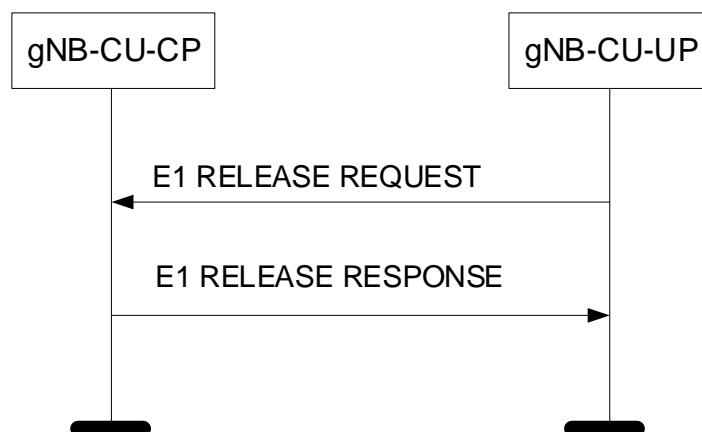 gNB-CU-CP
gNB-CU-UP
E1 RELEASE REQUEST
E1 RELEASE RESPONSE